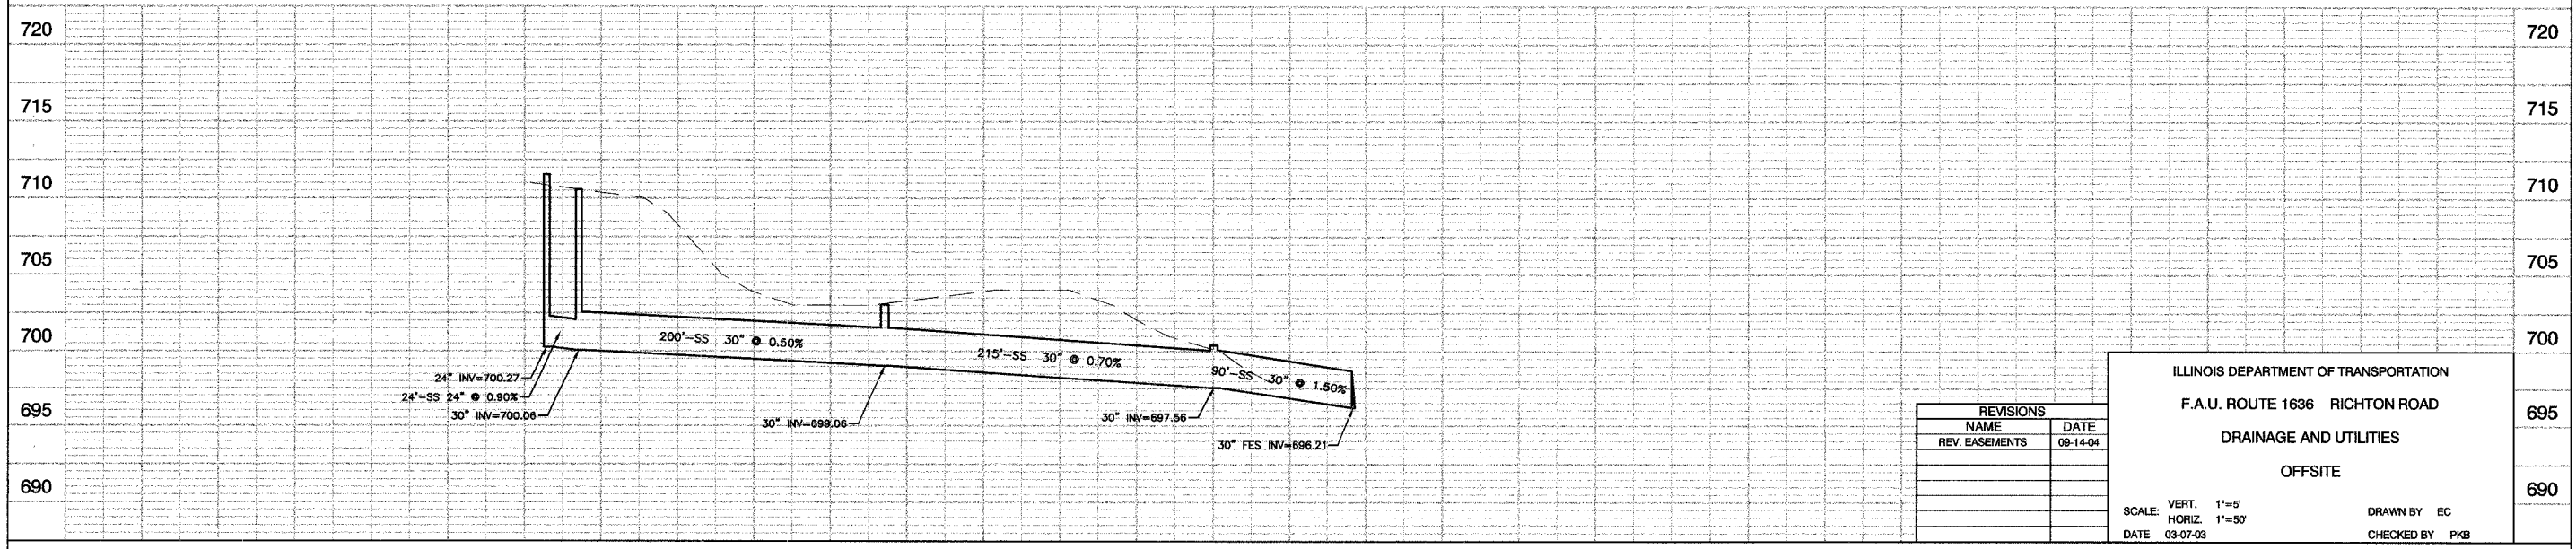 720
715
710
705
700
695
690
200'-SS 30" @ 0.50%
215'-SS 30" @ 0.70%
90'-SS 30" @ 1.50%
24" INV=700.27
24'-SS 24" @ 0.90%
30" INV=700.06
30" INV=699.06
30" INV=697.56
30" FES INV=696.21
720
715
710
705
700
695
690
REVISIONS
NAME DATE
REV. EASEMENTS 09-14-04
ILLINOIS DEPARTMENT OF TRANSPORTATION
F.A.U. ROUTE 1636 RICHTON ROAD
DRAINAGE AND UTILITIES
OFFSITE
SCALE: VERT. 1"=5'
HORIZ. 1"=50'
DATE 03-07-03
DRAWN BY EC
CHECKED BY PKB